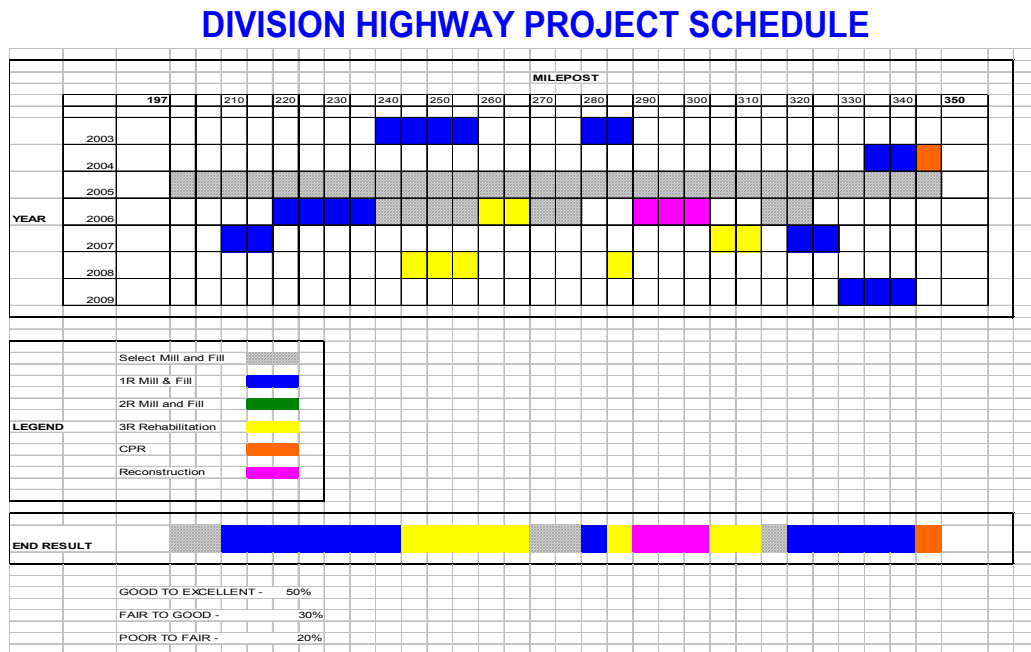 DIVISION HIGHWAY PROJECT SCHEDULE
MILEPOST
197 210 220 230 240 250 260 270 280 290 300 310 320 330 340 350
2003
2004
2005
YEAR 2006
2007
2008
2009
Select Mill and Fill
1R Mill & Fill
2R Mill and Fill
LEGEND 3R Rehabilitation
CPR
Reconstruction
END RESULT
GOOD TO EXCELLENT - 50%
FAIR TO GOOD - 30%
POOR TO FAIR - 20%